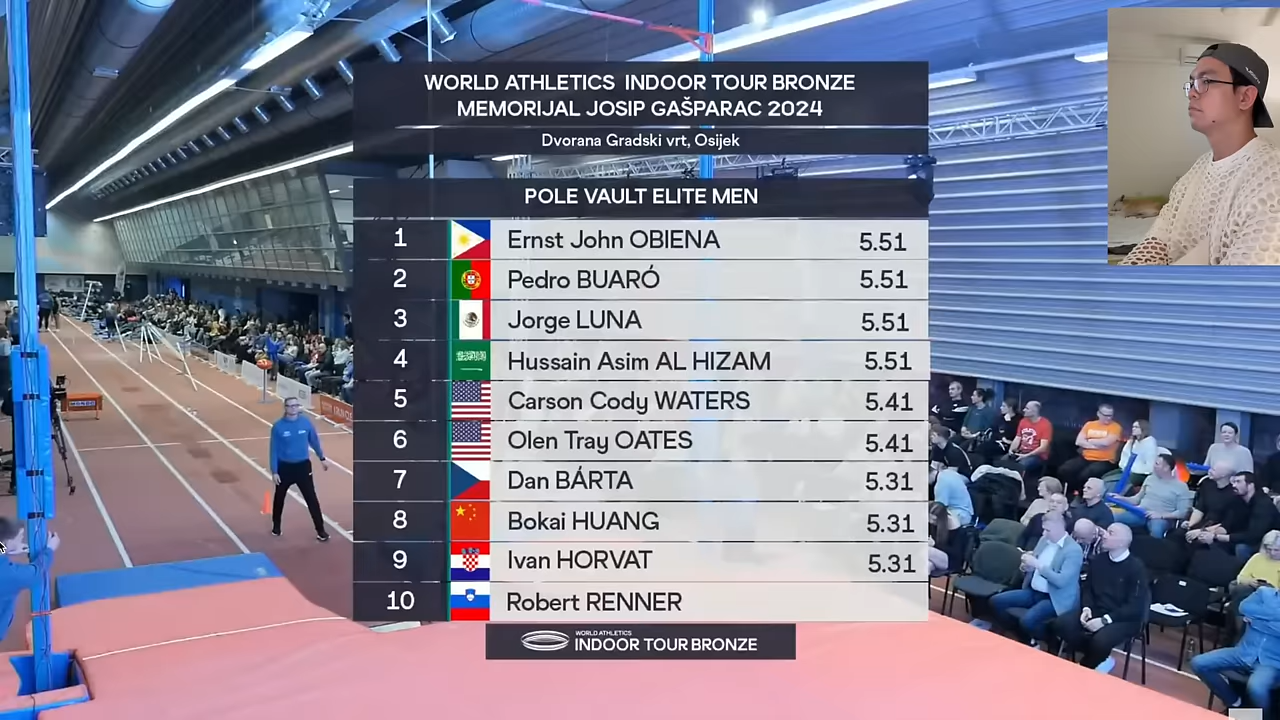 WORLD ATHLETICS INDOOR TOUR BRONZE
MEMORIJAL JOSIP GAŠPARAC 2024
Dvorana Gradski vrt, Osijek
POLE VAULT ELITE MEN
1 Ernst John OBIENA 5.51
2 Pedro BUARÓ 5.51
3 Jorge LUNA 5.51
4 Hussain Asim AL HIZAM 5.51
5 Carson Cody WATERS 5.41
6 Olen Tray OATES 5.41
7 Dan BÁRTA 5.31
8 Bokai HUANG 5.31
9 Ivan HORVAT 5.31
10 Robert RENNER
WORLD ATHLETICS
INDOOR TOUR BRONZE